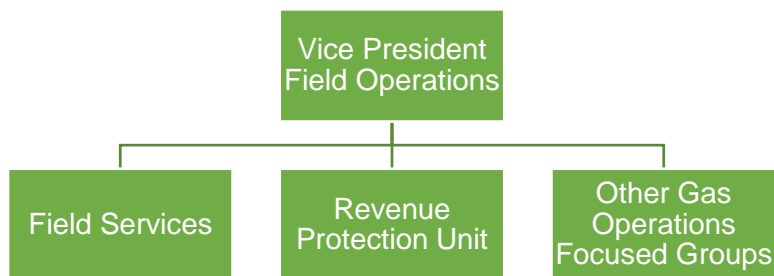 Vice President
Field Operations
Field Services
Revenue
Protection Unit
Other Gas
Operations
Focused Groups